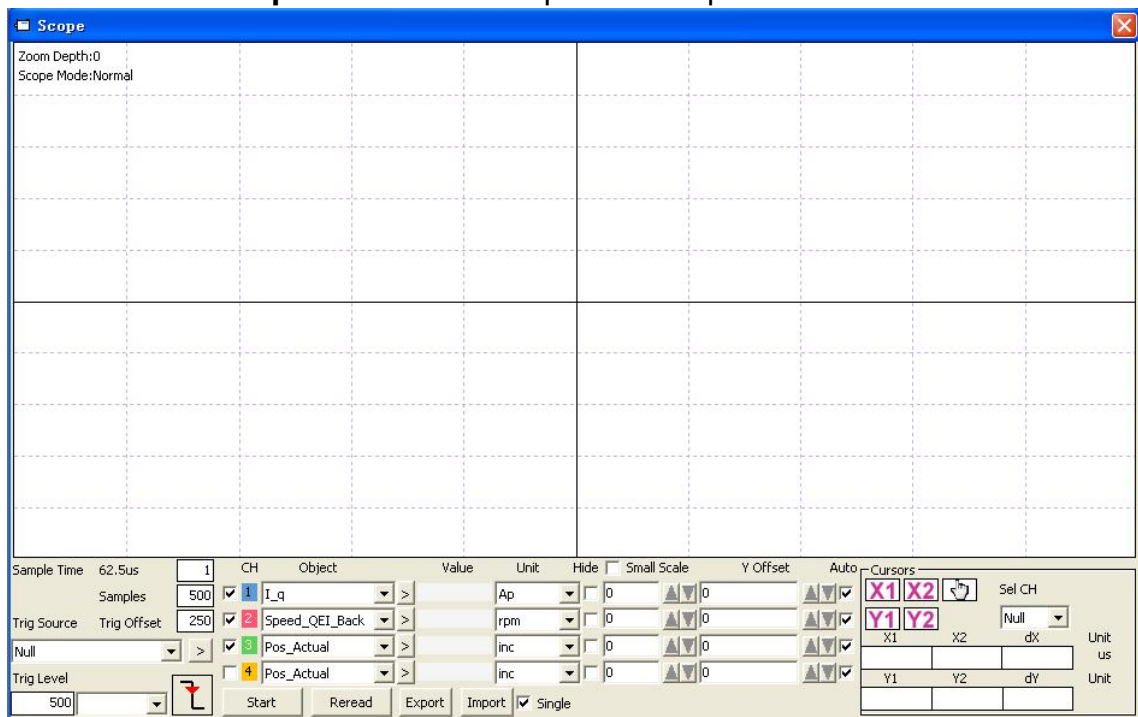 Scope
Zoom Depth:0
Scope Mode:Normal
Sample Time 62.5us 1 CH Object Value Unit Hide Small Scale Y Offset Auto Cursors
Samples 500 1 I_q > Ap 0 0 X1 X2 Sel CH
Trig Source Trig Offset 250 2 Speed_QEI_Back > rpm 0 0 Y1 Y2 Null
Null > 3 Pos_Actual > inc 0 0 X1 X2 dX Unit
us
Trig Level 4 Pos_Actual > inc 0 0 Y1 Y2 dY Unit
500 Start Reread Export Import Single